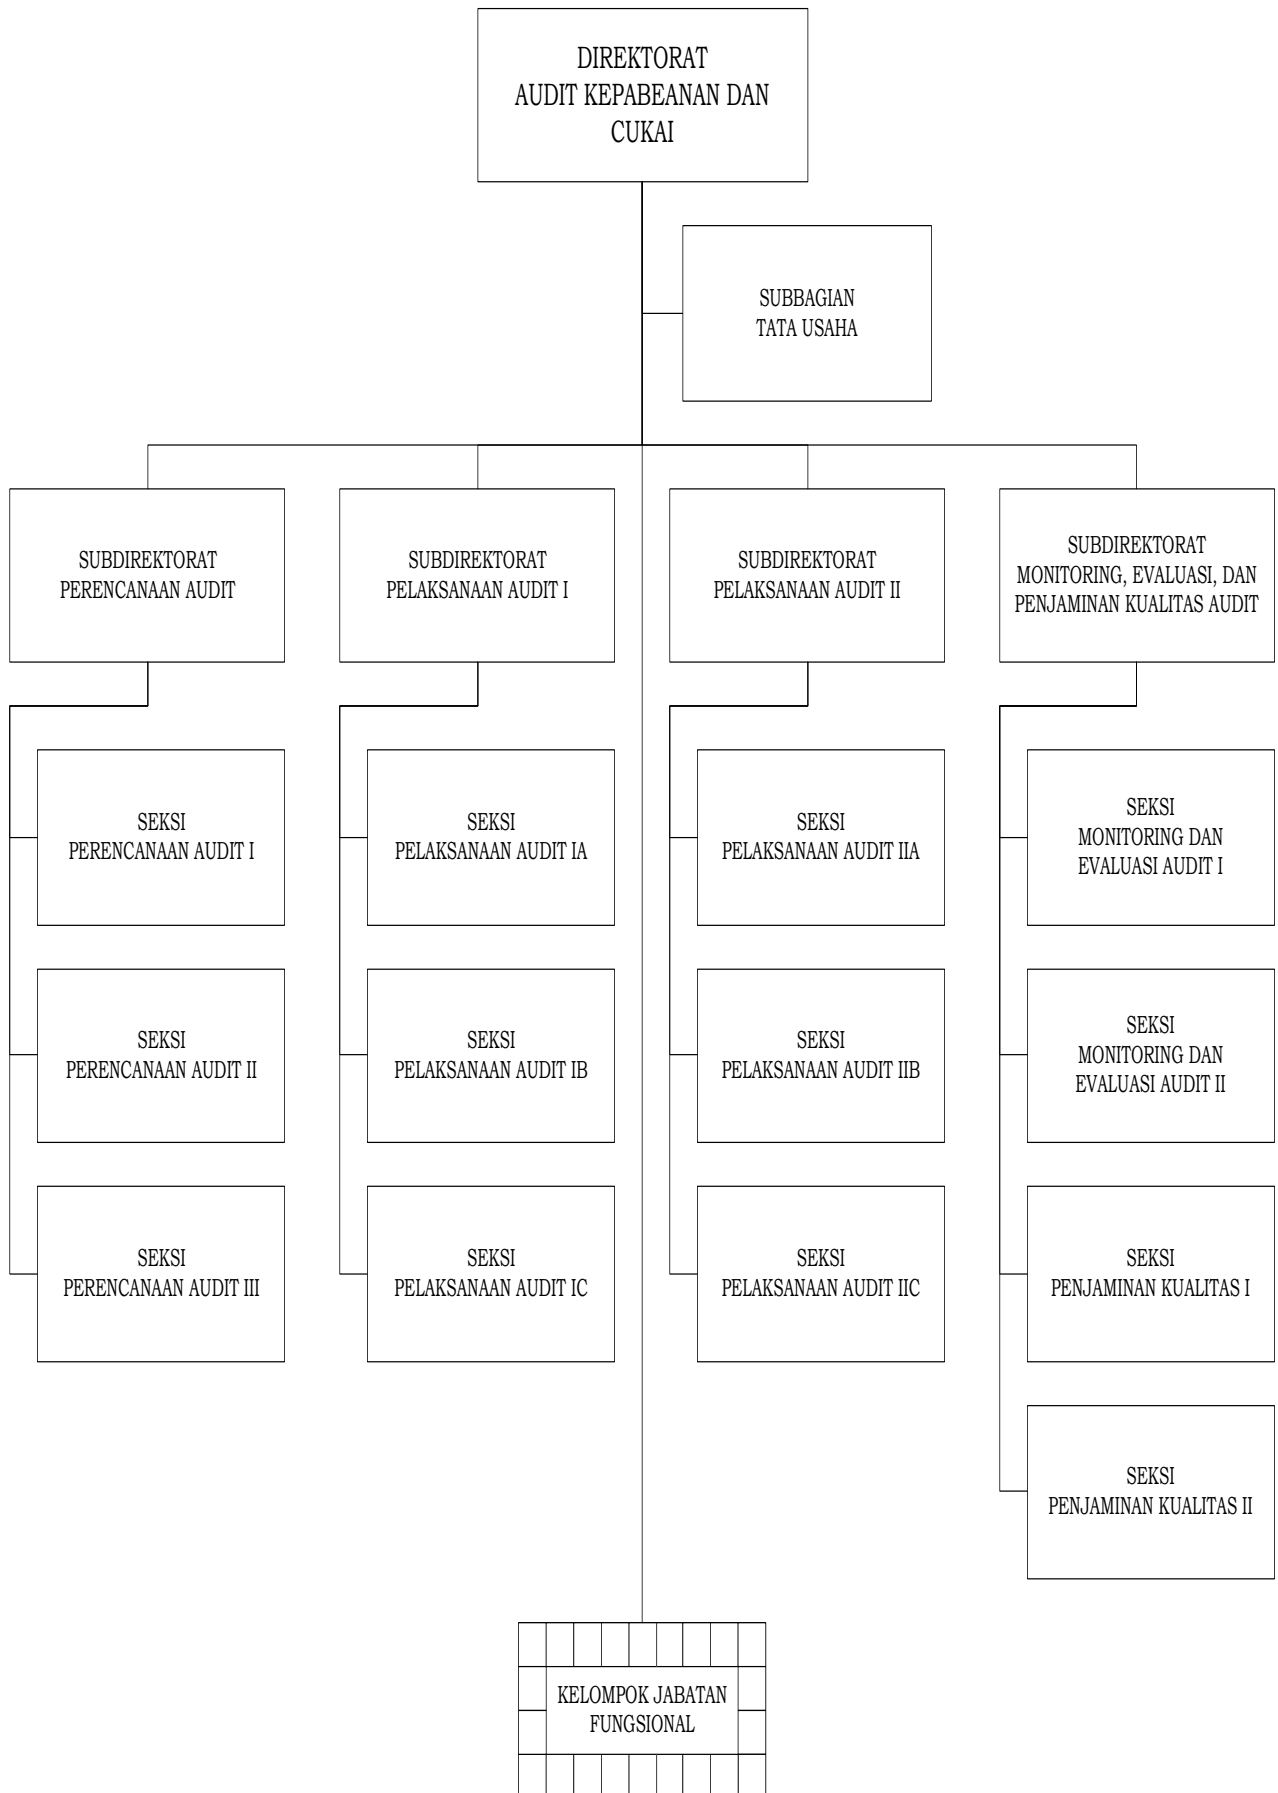 DIREKTORAT
AUDIT KEPABEANAN DAN
CUKAI
SUBBAGIAN
TATA USAHA
SUBDIREKTORAT
PERENCANAAN AUDIT
SUBDIREKTORAT
PELAKSANAAN AUDIT I
SUBDIREKTORAT
PELAKSANAAN AUDIT II
SUBDIREKTORAT
MONITORING, EVALUASI, DAN
PENJAMINAN KUALITAS AUDIT
SEKSI
PERENCANAAN AUDIT I
SEKSI
PELAKSANAAN AUDIT IA
SEKSI
PELAKSANAAN AUDIT IIA
SEKSI
MONITORING DAN
EVALUASI AUDIT I
SEKSI
PERENCANAAN AUDIT II
SEKSI
PELAKSANAAN AUDIT IB
SEKSI
PELAKSANAAN AUDIT IIB
SEKSI
MONITORING DAN
EVALUASI AUDIT II
SEKSI
PERENCANAAN AUDIT III
SEKSI
PELAKSANAAN AUDIT IC
SEKSI
PELAKSANAAN AUDIT IIC
SEKSI
PENJAMINAN KUALITAS I
SEKSI
PENJAMINAN KUALITAS II
KELOMPOK JABATAN
FUNGSIONAL